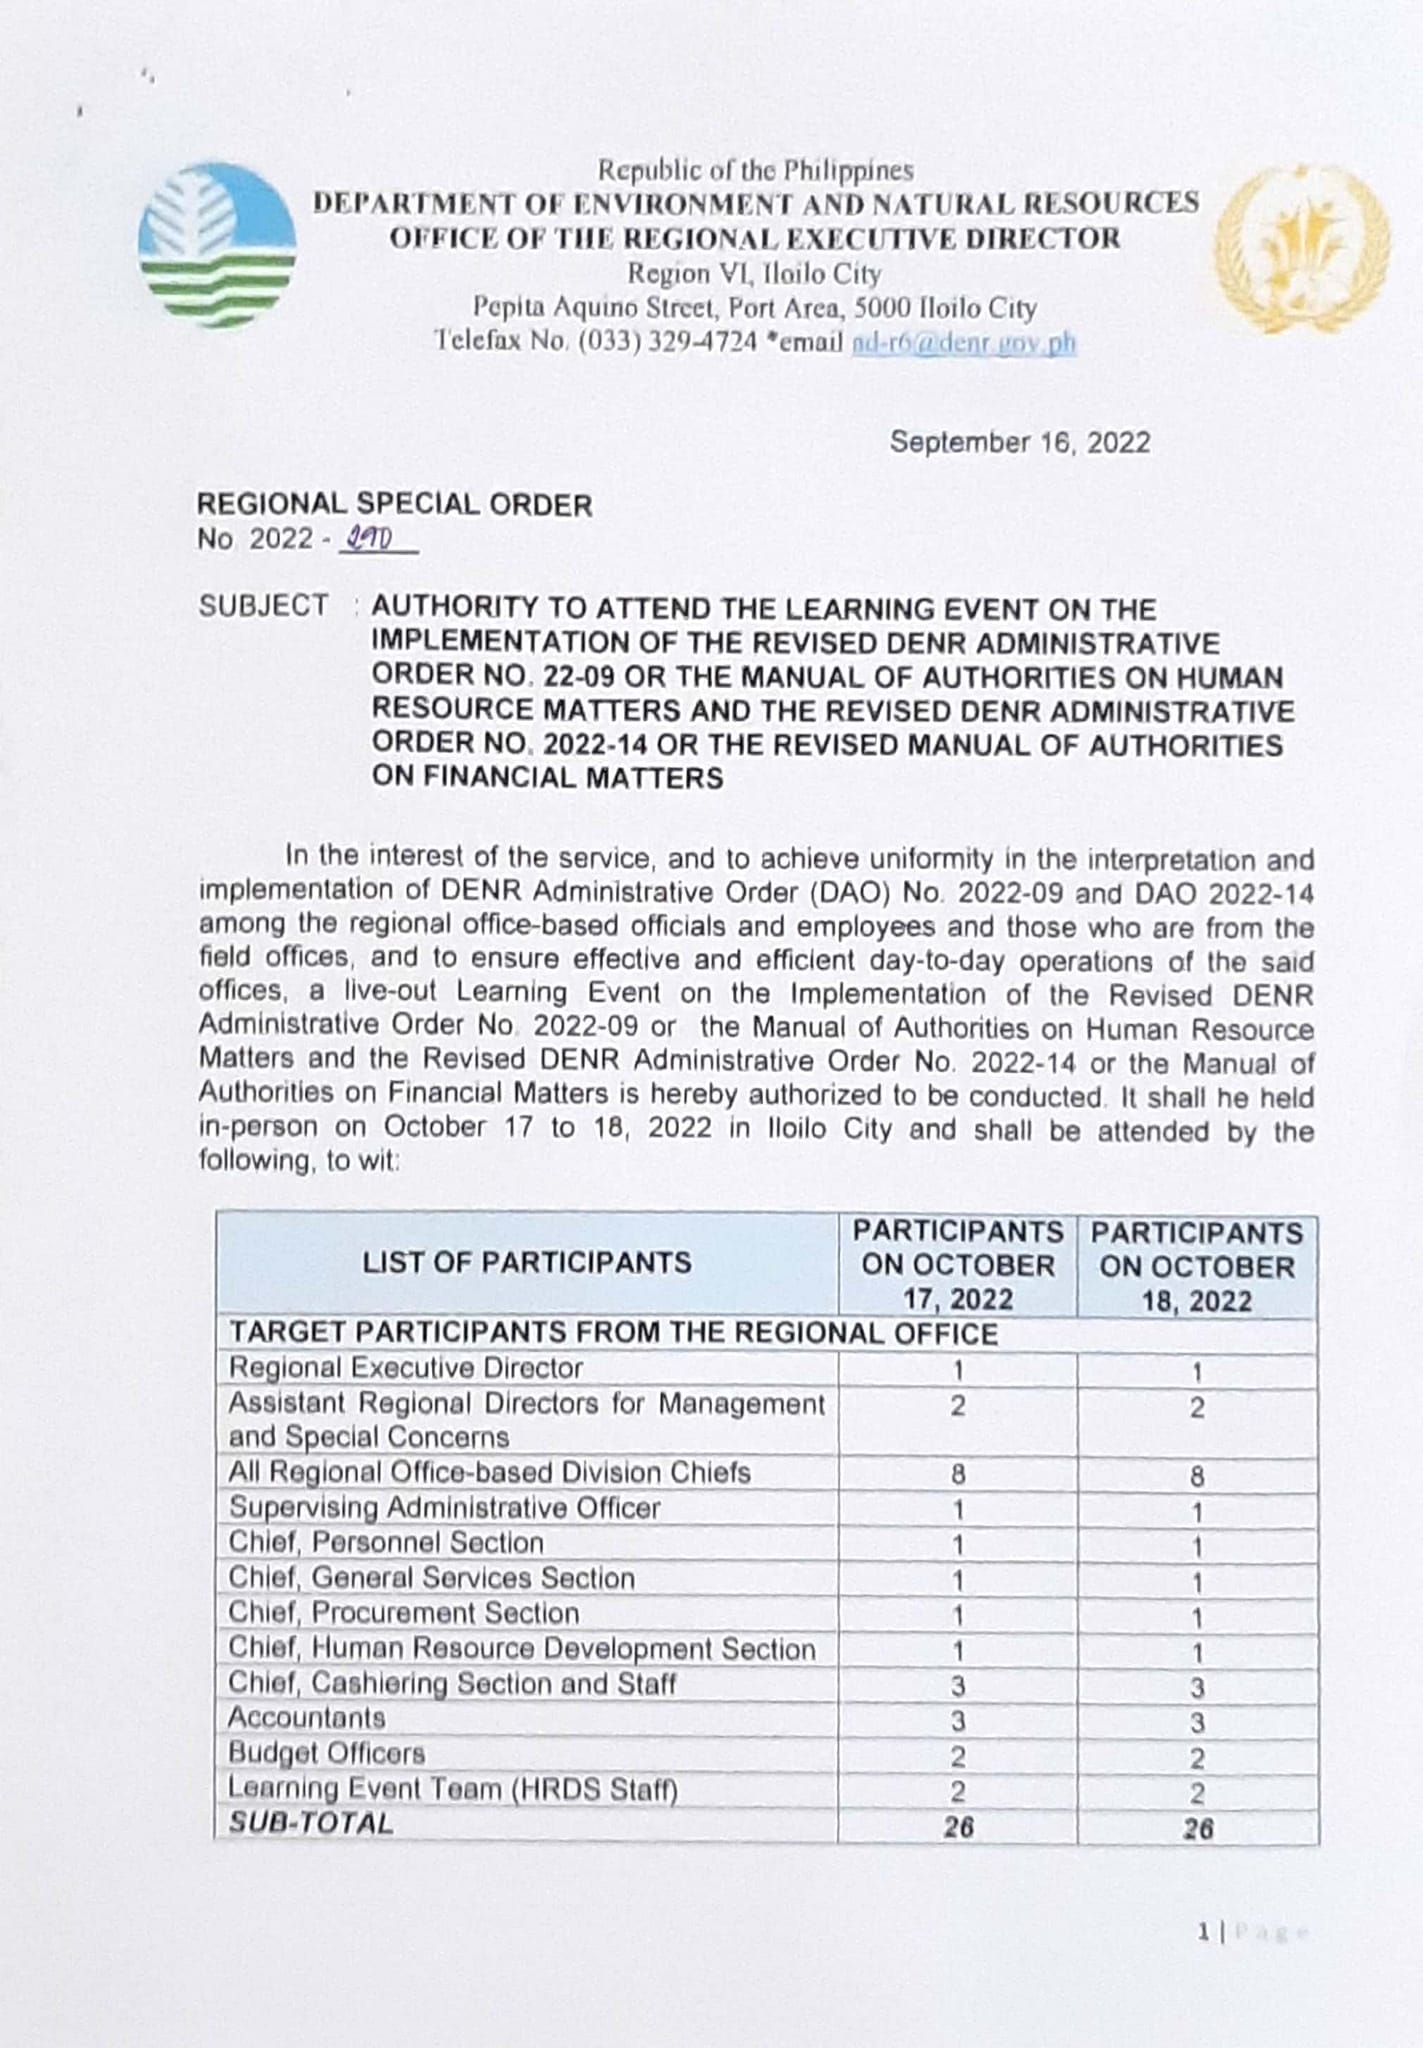 Republic of the Philippines
DEPARTMENT OF ENVIRONMENT AND NATURAL RESOURCES
OFFICE OF THE REGIONAL EXECUTIVE DIRECTOR
Region VI, Iloilo City
Pepita Aquino Street, Port Area, 5000 Iloilo City
Telefax No. (033) 329-4724 *email rd-r6@denr.gov.ph
September 16, 2022
REGIONAL SPECIAL ORDER
No 2022 - 290
SUBJECT : AUTHORITY TO ATTEND THE LEARNING EVENT ON THE
IMPLEMENTATION OF THE REVISED DENR ADMINISTRATIVE
ORDER NO. 22-09 OR THE MANUAL OF AUTHORITIES ON HUMAN
RESOURCE MATTERS AND THE REVISED DENR ADMINISTRATIVE
ORDER NO. 2022-14 OR THE REVISED MANUAL OF AUTHORITIES
ON FINANCIAL MATTERS
In the interest of the service, and to achieve uniformity in the interpretation and
implementation of DENR Administrative Order (DAO) No. 2022-09 and DAO 2022-14
among the regional office-based officials and employees and those who are from the
field offices, and to ensure effective and efficient day-to-day operations of the said
offices, a live-out Learning Event on the Implementation of the Revised DENR
Administrative Order No. 2022-09 or the Manual of Authorities on Human Resource
Matters and the Revised DENR Administrative Order No. 2022-14 or the Manual of
Authorities on Financial Matters is hereby authorized to be conducted. It shall he held
in-person on October 17 to 18, 2022 in Iloilo City and shall be attended by the
following, to wit:
LIST OF PARTICIPANTS PARTICIPANTS ON OCTOBER 17, 2022 PARTICIPANTS ON OCTOBER 18, 2022
TARGET PARTICIPANTS FROM THE REGIONAL OFFICE
Regional Executive Director 1 1
Assistant Regional Directors for Management 2 2
and Special Concerns
All Regional Office-based Division Chiefs 8 8
Supervising Administrative Officer 1 1
Chief, Personnel Section 1 1
Chief, General Services Section 1 1
Chief, Procurement Section 1 1
Chief, Human Resource Development Section 1 1
Chief, Cashiering Section and Staff 3 3
Accountants 3 3
Budget Officers 2 2
Learning Event Team (HRDS Staff) 2 2
SUB-TOTAL 26 26
1 | Page